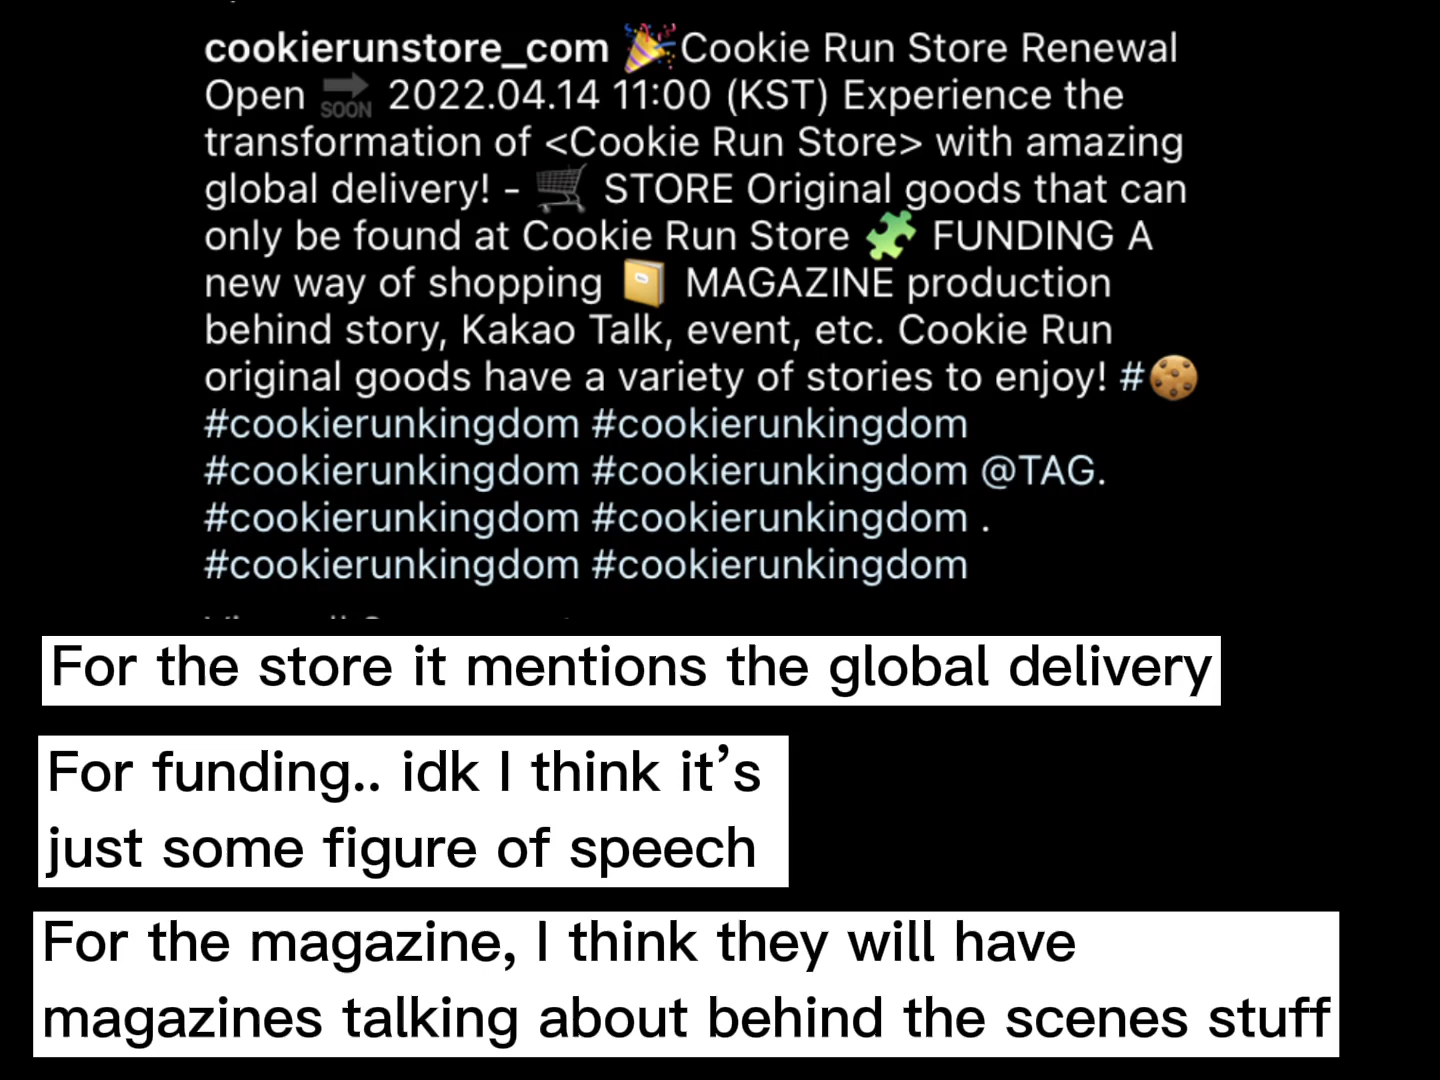 cookierunstore_com 🎉Cookie Run Store Renewal
Open 🔜 2022.04.14 11:00 (KST) Experience the
transformation of <Cookie Run Store> with amazing
global delivery! - 🛒 STORE Original goods that can
only be found at Cookie Run Store 🧩 FUNDING A
new way of shopping 📒 MAGAZINE production
behind story, Kakao Talk, event, etc. Cookie Run
original goods have a variety of stories to enjoy! #🍪
#cookierunkingdom #cookierunkingdom
#cookierunkingdom #cookierunkingdom @TAG.
#cookierunkingdom #cookierunkingdom .
#cookierunkingdom #cookierunkingdom
For the store it mentions the global delivery
For funding.. idk I think it’s
just some figure of speech
For the magazine, I think they will have
magazines talking about behind the scenes stuff